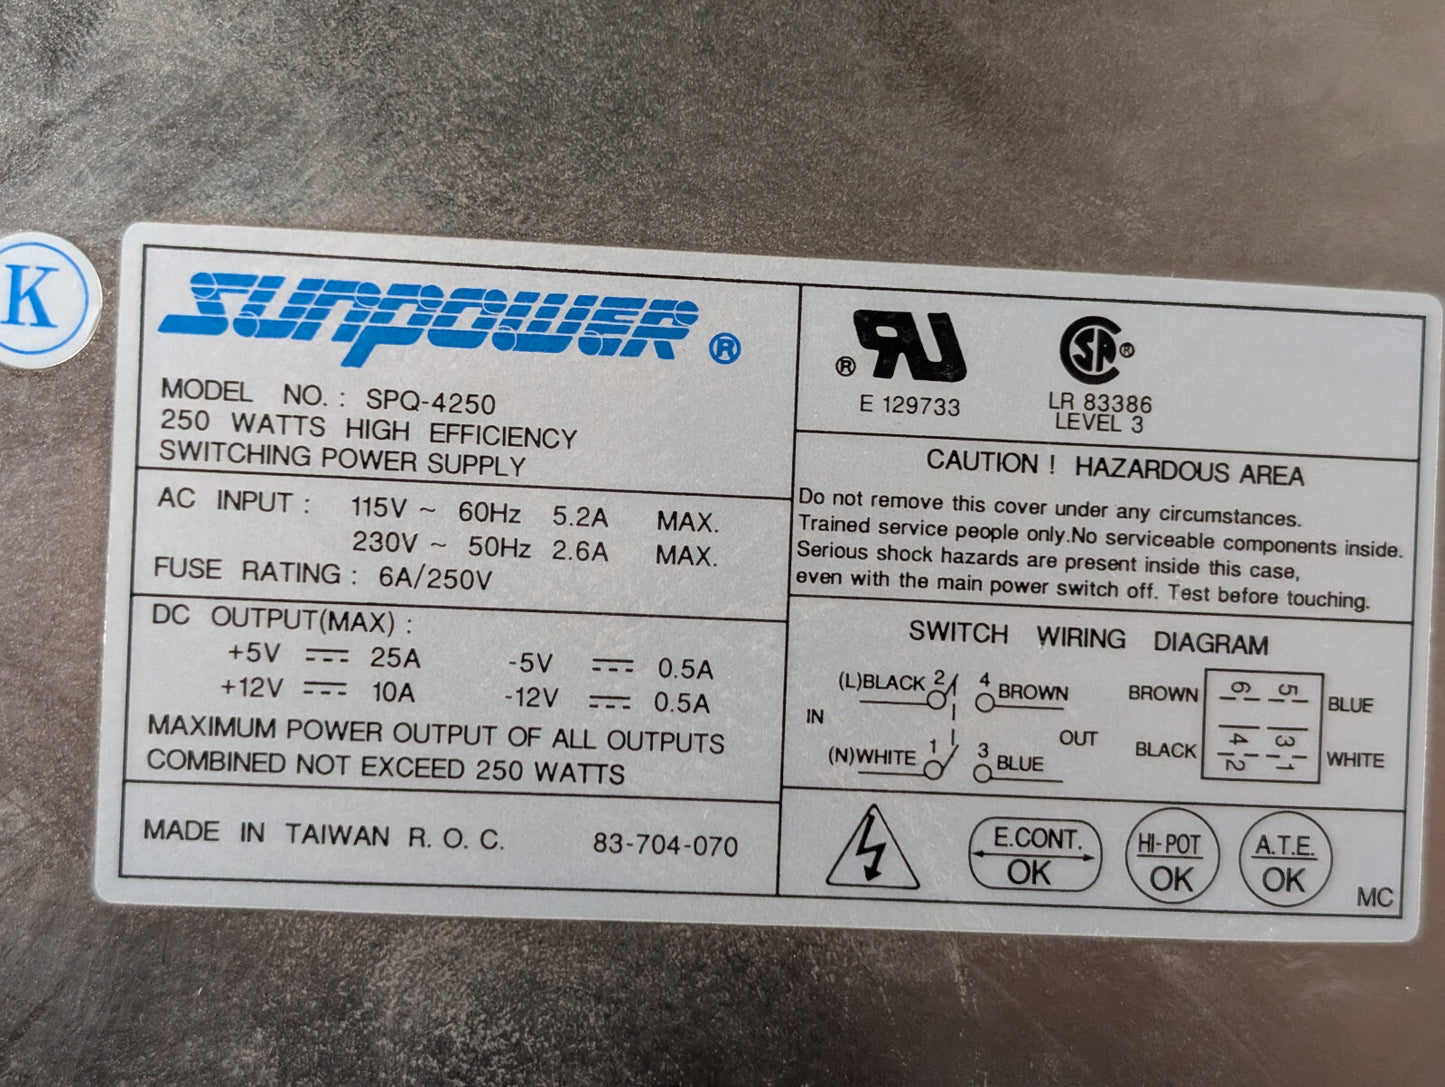 K
SUNPOWER ®
MODEL NO. : SPQ-4250
250 WATTS HIGH EFFICIENCY
SWITCHING POWER SUPPLY
AC INPUT : 115V ~ 60Hz 5.2A MAX.
230V ~ 50Hz 2.6A MAX.
FUSE RATING : 6A/250V
DC OUTPUT(MAX) :
+5V 25A -5V 0.5A
+12V 10A -12V 0.5A
MAXIMUM POWER OUTPUT OF ALL OUTPUTS
COMBINED NOT EXCEED 250 WATTS
MADE IN TAIWAN R. O. C. 83-704-070
® RU
E 129733
SA ®
LR 83386
LEVEL 3
CAUTION ! HAZARDOUS AREA
Do not remove this cover under any circumstances.
Trained service people only.No serviceable components inside.
Serious shock hazards are present inside this case,
even with the main power switch off. Test before touching.
SWITCH WIRING DIAGRAM
(L)BLACK 2 4 BROWN
IN OUT
(N)WHITE 1 3 BLUE
BROWN 6 5 BLUE
BLACK 4 3 WHITE
2 1
E.CONT.
OK
HI-POT
OK
A.T.E.
OK
MC